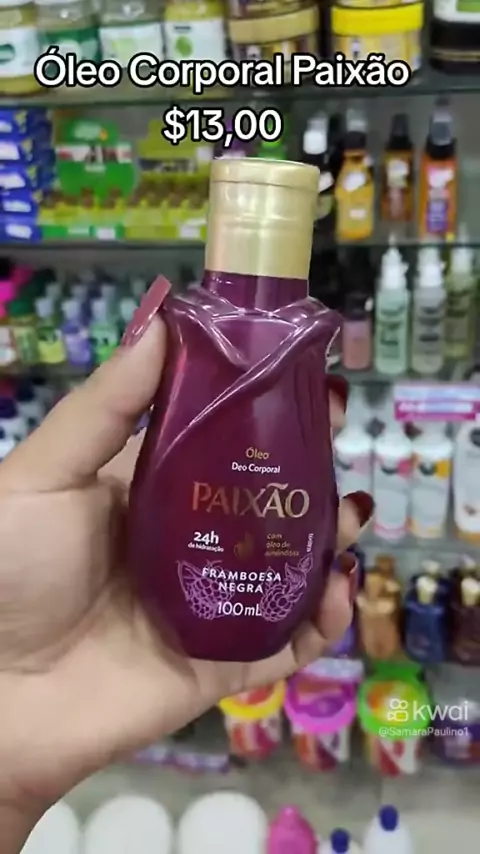 Óleo Corporal Paixão
$13,00
Óleo
Deo Corporal
PAIXÃO
24h
de hidratação
com
óleo de
amêndoas
FRAMBOESA
NEGRA
100mL
kwai
@SamaraPaulino1